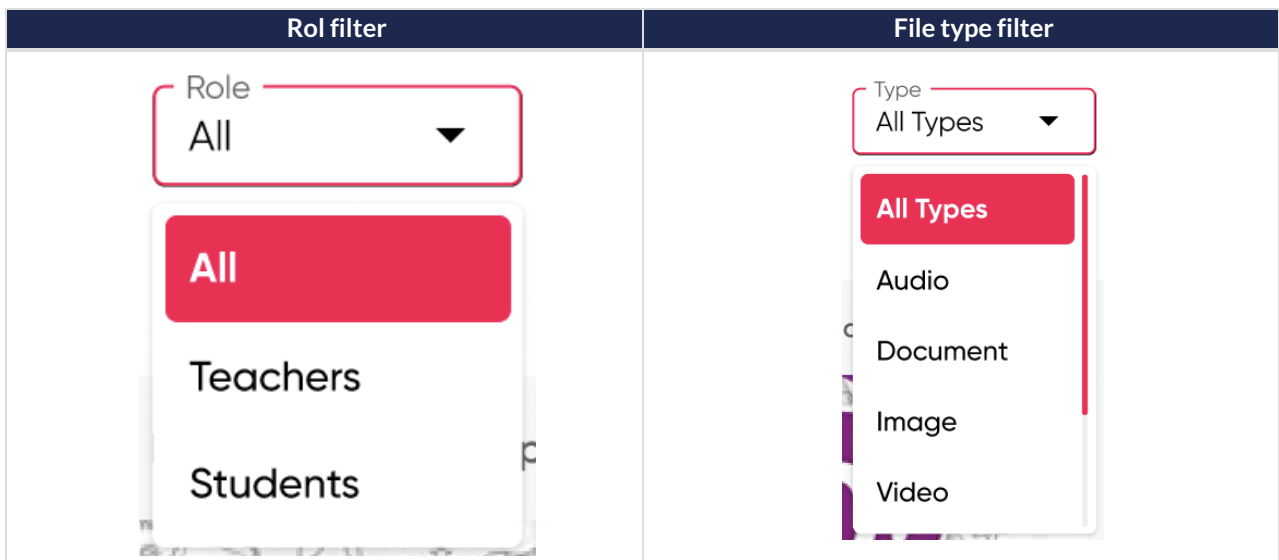 Rol filter
File type filter
Role
All
All
Teachers
Students
Type
All Types
All Types
Audio
Document
Image
Video